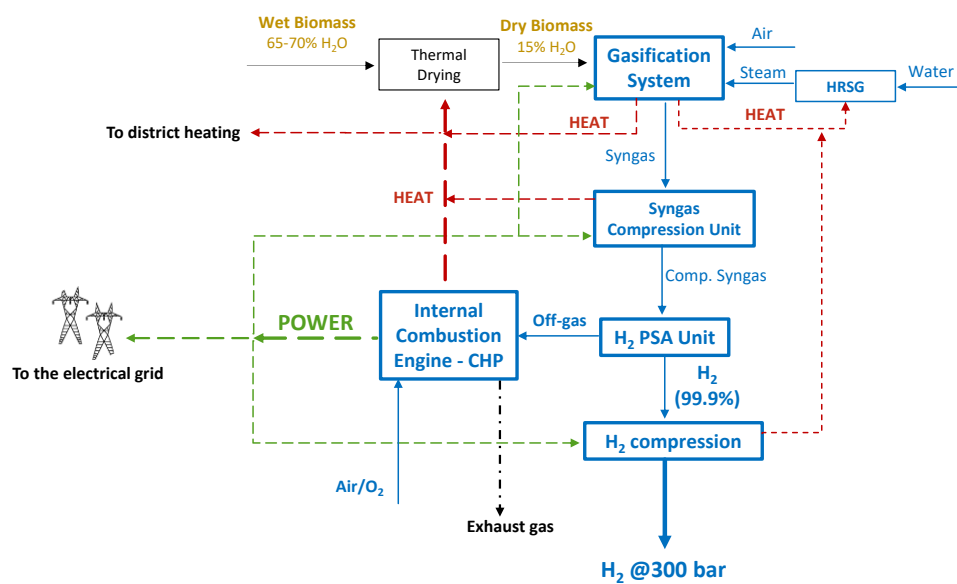 Wet Biomass
65-70% H₂O
Thermal
Drying
Dry Biomass
15% H₂O
Gasification
System
Air
Steam
Water
HRSG
HEAT
HEAT
To district heating
Syngas
HEAT
Syngas
Compression Unit
Comp. Syngas
Internal
Combustion
Engine - CHP
Off-gas
H₂ PSA Unit
POWER
To the electrical grid
H₂
(99.9%)
H₂ compression
Air/O₂
Exhaust gas
H₂ @300 bar